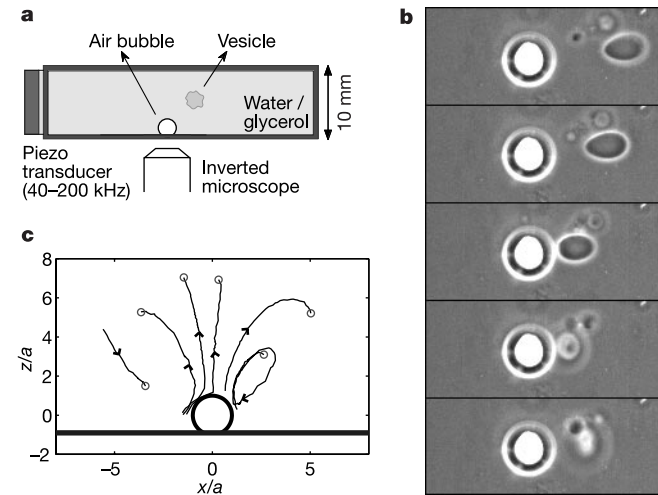 a
Air bubble
Vesicle
Water /
glycerol
10 mm
Piezo
transducer
(40–200 kHz)
Inverted
microscope
b
c
8
6
4
2
0
−2
z/a
−5
0
5
x/a